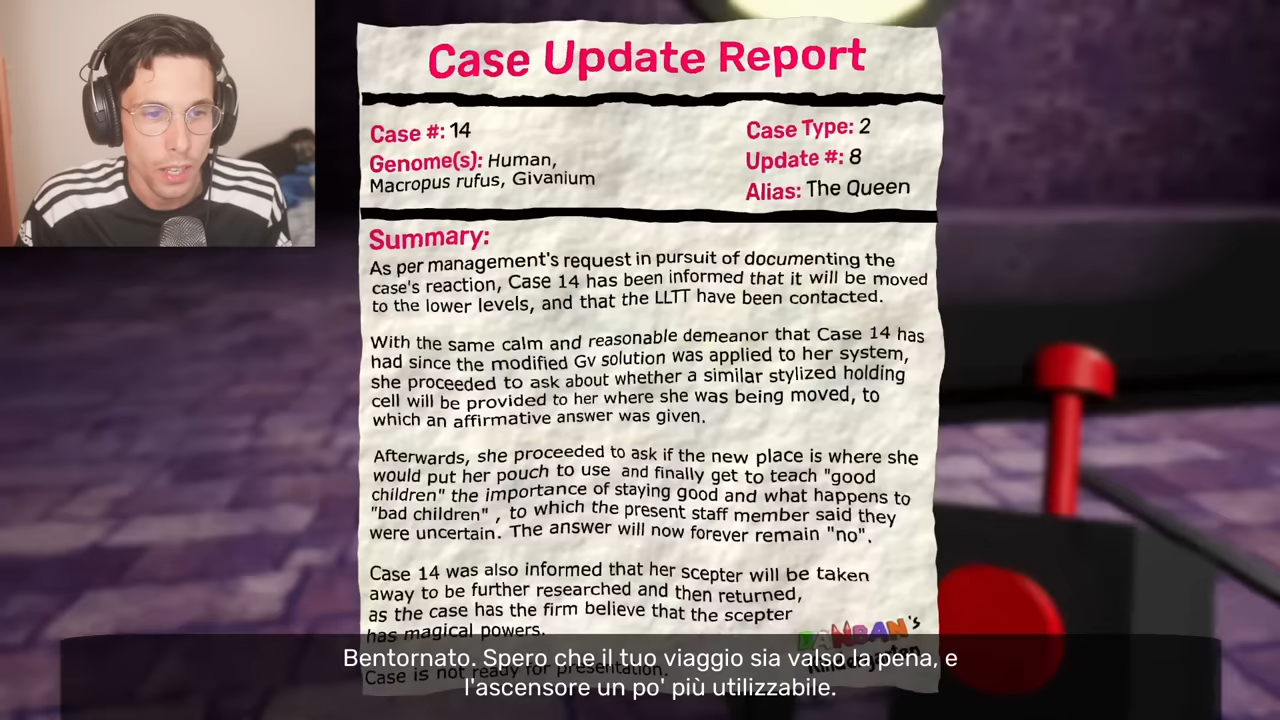 Case Update Report
Case #: 14
Genome(s): Human,
Macropus rufus, Givanium
Case Type: 2
Update #: 8
Alias: The Queen
Summary:
As per management's request in pursuit of documenting the
case's reaction, Case 14 has been informed that it will be moved
to the lower levels, and that the LLTT have been contacted.
With the same calm and reasonable demeanor that Case 14 has
had since the modified Gv solution was applied to her system,
she proceeded to ask about whether a similar stylized holding
cell will be provided to her where she was being moved, to
which an affirmative answer was given.
Afterwards, she proceeded to ask if the new place is where she
would put her pouch to use and finally get to teach "good
children" the importance of staying good and what happens to
"bad children" , to which the present staff member said they
were uncertain. The answer will now forever remain "no".
Case 14 was also informed that her scepter will be taken
away to be further researched and then returned,
as the case has the firm believe that the scepter
has magical powers.
Case is not ready for presentation.
BANBAN's
Kindergarten
Bentornato. Spero che il tuo viaggio sia valso la pena, e
l'ascensore un po' più utilizzabile.